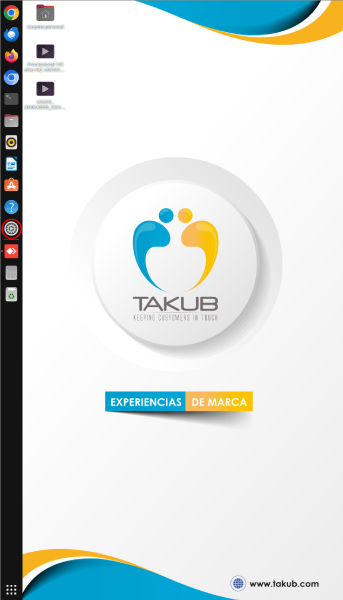 Carpeta personal
TAKUB
KEEPING CUSTOMERS IN TOUCH
EXPERIENCIAS DE MARCA
www.takub.com